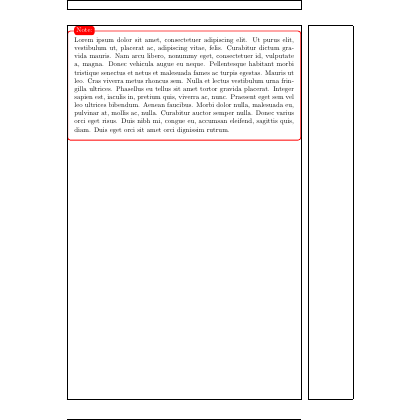 Note:
Lorem ipsum dolor sit amet, consectetuer adipiscing elit. Ut purus elit,
vestibulum ut, placerat ac, adipiscing vitae, felis. Curabitur dictum gra-
vida mauris. Nam arcu libero, nonummy eget, consectetuer id, vulputate
a, magna. Donec vehicula augue eu neque. Pellentesque habitant morbi
tristique senectus et netus et malesuada fames ac turpis egestas. Mauris ut
leo. Cras viverra metus rhoncus sem. Nulla et lectus vestibulum urna frin-
gilla ultrices. Phasellus eu tellus sit amet tortor gravida placerat. Integer
sapien est, iaculis in, pretium quis, viverra ac, nunc. Praesent eget sem vel
leo ultrices bibendum. Aenean faucibus. Morbi dolor nulla, malesuada eu,
pulvinar at, mollis ac, nulla. Curabitur auctor semper nulla. Donec varius
orci eget risus. Duis nibh mi, congue eu, accumsan eleifend, sagittis quis,
diam. Duis eget orci sit amet orci dignissim rutrum.